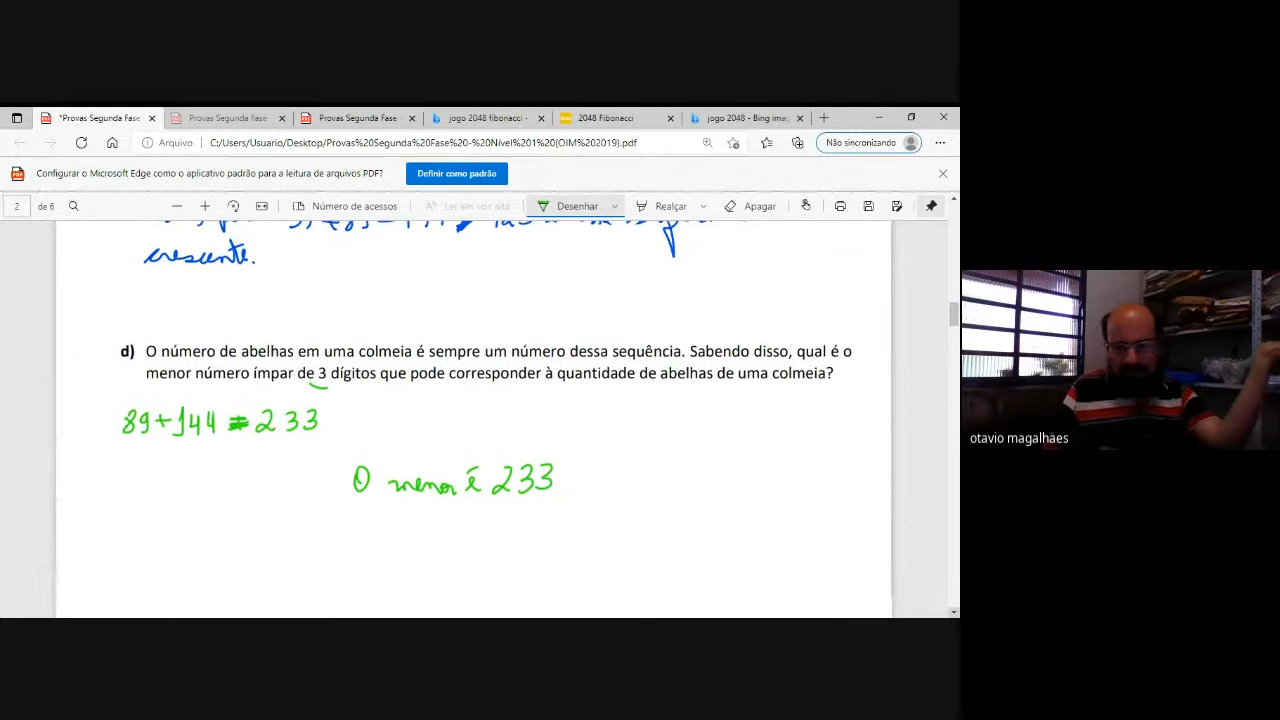 *Provas Segunda Fase
Provas Segunda Fase
Provas Segunda Fase -
jogo 2048 fibonacci -
2048 Fibonacci
jogo 2048 - Bing imag
Arquivo
C:/Users/Usuario/Desktop/Provas%20Segunda%20Fase%20-%20Nível%201%20(OIM%202019).pdf
Não sincronizando
Configurar o Microsoft Edge como o aplicativo padrão para a leitura de arquivos PDF?
Definir como padrão
2
de 6
Número de acessos
Ler em voz alta
Desenhar
Realçar
Apagar
crescente.
d) O número de abelhas em uma colmeia é sempre um número dessa sequência. Sabendo disso, qual é o
menor número ímpar de 3 dígitos que pode corresponder à quantidade de abelhas de uma colmeia?
89+144 = 233
O menor é 233
otavio magalhaes